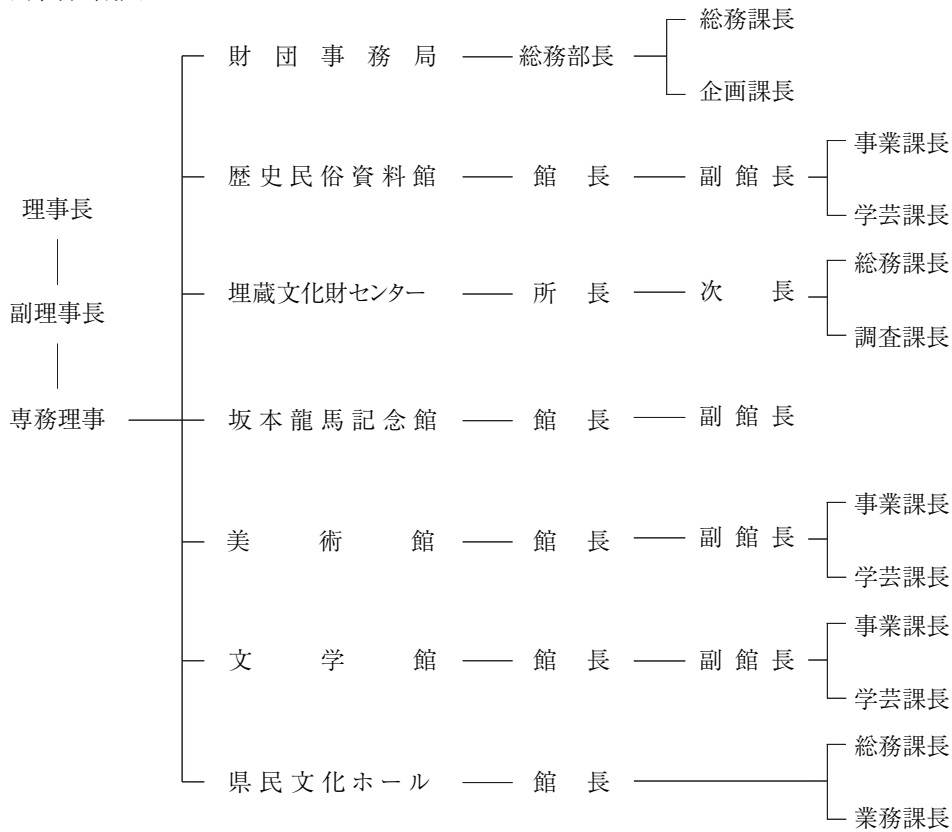 総務課長
財団事務局 総務部長
企画課長
事業課長
歴史民俗資料館 館長 副館長
学芸課長
理事長
総務課長
埋蔵文化財センター 所長 次長
副理事長
調査課長
専務理事 坂本龍馬記念館 館長 副館長
事業課長
美術館 館長 副館長
学芸課長
事業課長
文学館 館長 副館長
学芸課長
総務課長
県民文化ホール 館長
業務課長